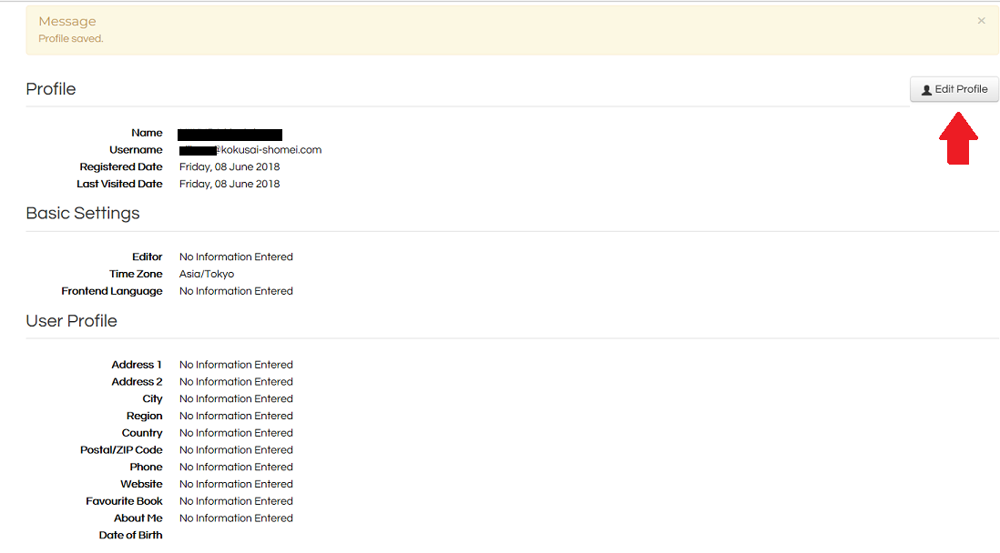 Message
×
Profile saved.
Profile
Edit Profile
Name
Username @kokusai-shomei.com
Registered Date Friday, 08 June 2018
Last Visited Date Friday, 08 June 2018
Basic Settings
Editor No Information Entered
Time Zone Asia/Tokyo
Frontend Language No Information Entered
User Profile
Address 1 No Information Entered
Address 2 No Information Entered
City No Information Entered
Region No Information Entered
Country No Information Entered
Postal/ZIP Code No Information Entered
Phone No Information Entered
Website No Information Entered
Favourite Book No Information Entered
About Me No Information Entered
Date of Birth